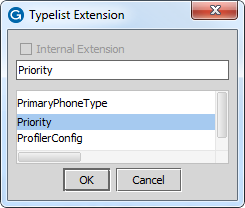 Typelist Extension
Internal Extension
Priority
PrimaryPhoneType
Priority
ProfilerConfig
OK Cancel